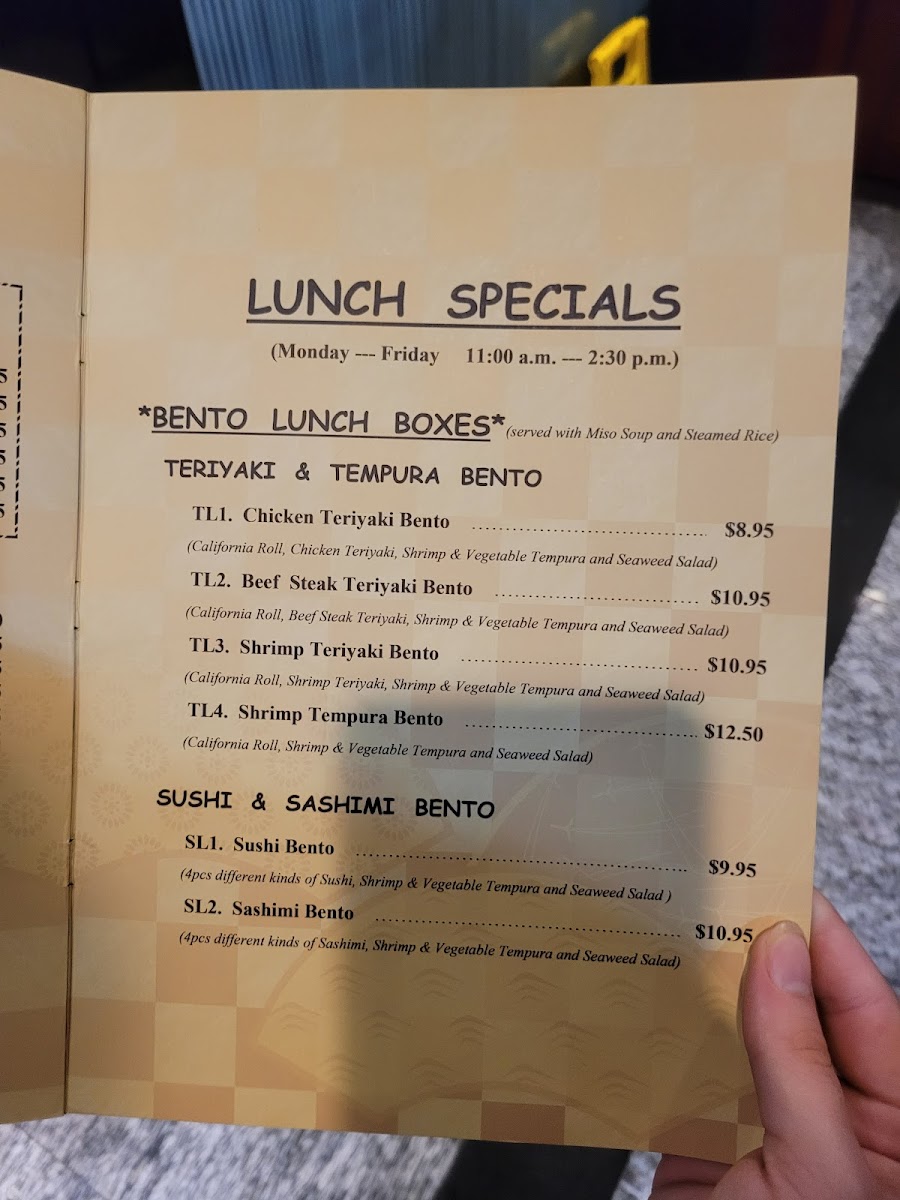 LUNCH SPECIALS
(Monday --- Friday 11:00 a.m. --- 2:30 p.m.)
*BENTO LUNCH BOXES* (served with Miso Soup and Steamed Rice)
TERIYAKI & TEMPURA BENTO
TL1. Chicken Teriyaki Bento .......................................... $8.95
(California Roll, Chicken Teriyaki, Shrimp & Vegetable Tempura and Seaweed Salad)
TL2. Beef Steak Teriyaki Bento .................................... $10.95
(California Roll, Beef Steak Teriyaki, Shrimp & Vegetable Tempura and Seaweed Salad)
TL3. Shrimp Teriyaki Bento .......................................... $10.95
(California Roll, Shrimp Teriyaki, Shrimp & Vegetable Tempura and Seaweed Salad)
TL4. Shrimp Tempura Bento .......................................... $12.50
(California Roll, Shrimp & Vegetable Tempura and Seaweed Salad)
SUSHI & SASHIMI BENTO
SL1. Sushi Bento .......................................................... $9.95
(4pcs different kinds of Sushi, Shrimp & Vegetable Tempura and Seaweed Salad )
SL2. Sashimi Bento ...................................................... $10.95
(4pcs different kinds of Sashimi, Shrimp & Vegetable Tempura and Seaweed Salad)